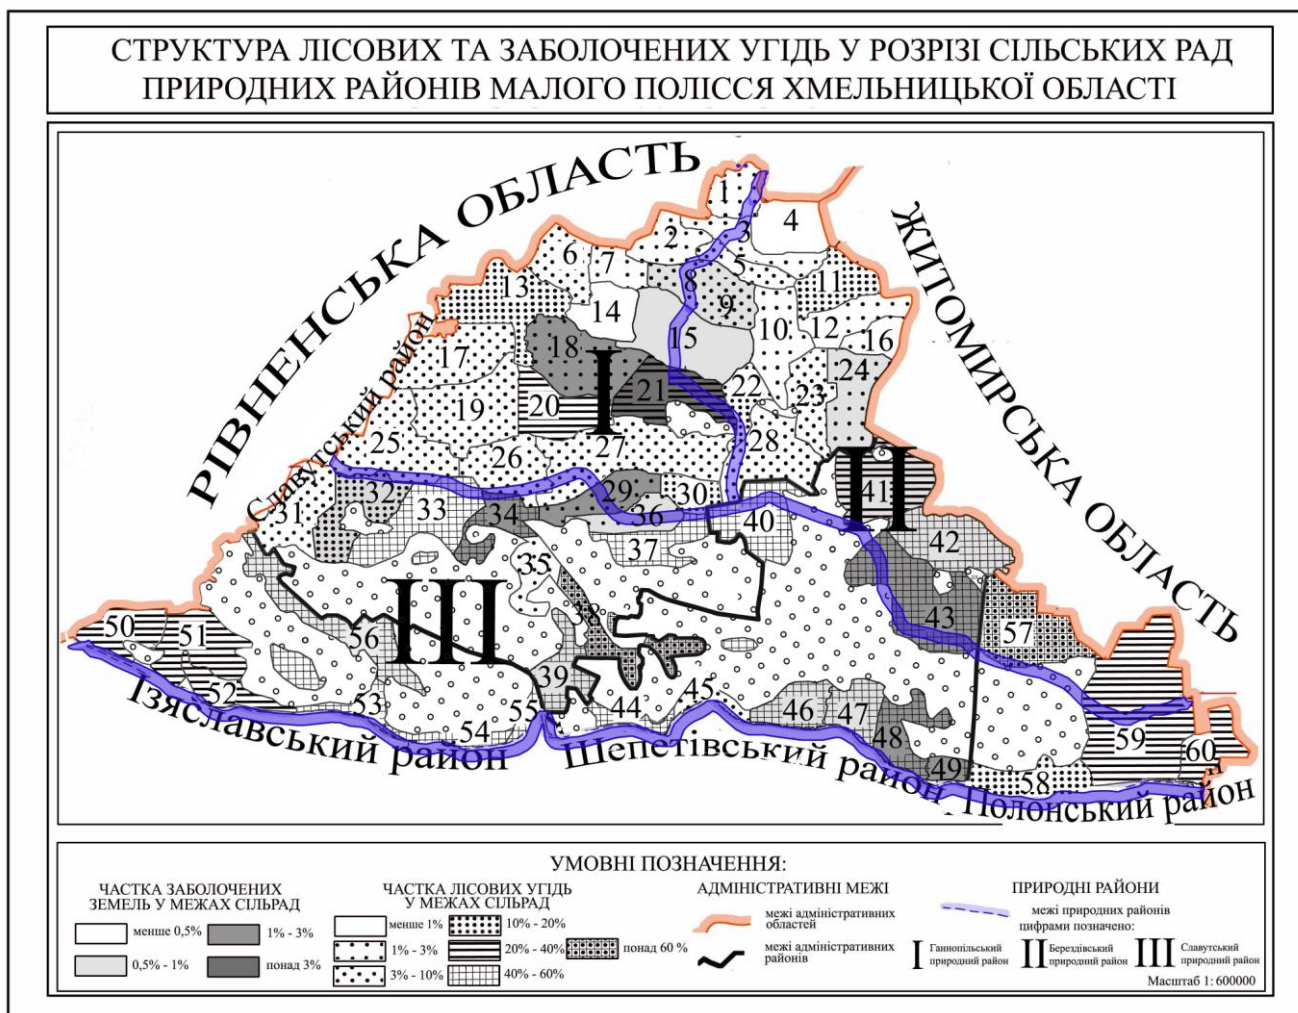 СТРУКТУРА ЛІСОВИХ ТА ЗАБОЛОЧЕНИХ УГІДЬ У РОЗРІЗІ СІЛЬСЬКИХ РАД
ПРИРОДНИХ РАЙОНІВ МАЛОГО ПОЛІССЯ ХМЕЛЬНИЦЬКОЇ ОБЛАСТІ
РІВНЕНСЬКА ОБЛАСТЬ
ЖИТОМИРСЬКА ОБЛАСТЬ
Славутський район
1
2
3
4
5
6
7
8
9
10
11
12
13
14
15
16
17
18
19
20
21
22
23
24
25
26
27
28
29
30
31
32
33
34
35
36
37
38
39
40
41
42
43
44
45
46
47
48
49
50
51
52
53
54
55
56
57
58
59
60
I
II
III
Ізяславський район
Шепетівський район
Полонський район
УМОВНІ ПОЗНАЧЕННЯ:
ЧАСТКА ЗАБОЛОЧЕНИХ
ЗЕМЕЛЬ У МЕЖАХ СІЛЬРАД
менше 0,5%
1% - 3%
0,5% - 1%
понад 3%
ЧАСТКА ЛІСОВИХ УГІДЬ
У МЕЖАХ СІЛЬРАД
менше 1%
10% - 20%
1% - 3%
20% - 40%
понад 60 %
3% - 10%
40% - 60%
АДМІНІСТРАТИВНІ МЕЖІ
межі адміністративних
областей
межі адміністративних
районів
ПРИРОДНІ РАЙОНИ
межі природних районів
цифрами позначено:
I Ганнопільський
природний район
II Берездівський
природний район
III Славутський
природний район
Масштаб 1: 600000